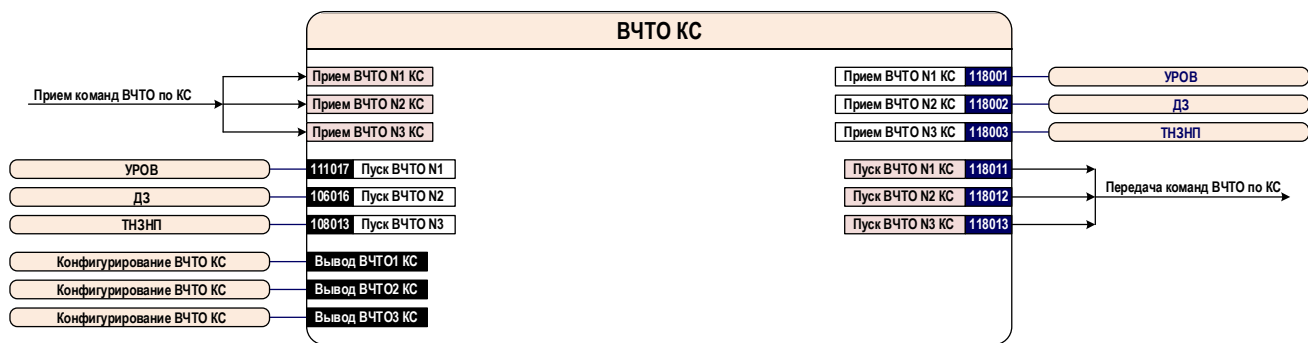 ВЧТО КС
Прием команд ВЧТО по КС
Прием ВЧТО N1 КС
Прием ВЧТО N2 КС
Прием ВЧТО N3 КС
Прием ВЧТО N1 КС 118001 УРОВ
Прием ВЧТО N2 КС 118002 ДЗ
Прием ВЧТО N3 КС 118003 ТНЗНП
УРОВ 111017 Пуск ВЧТО N1
ДЗ 106016 Пуск ВЧТО N2
ТНЗНП 108013 Пуск ВЧТО N3
Пуск ВЧТО N1 КС 118011
Пуск ВЧТО N2 КС 118012
Пуск ВЧТО N3 КС 118013
Передача команд ВЧТО по КС
Конфигурирование ВЧТО КС Вывод ВЧТО1 КС
Конфигурирование ВЧТО КС Вывод ВЧТО2 КС
Конфигурирование ВЧТО КС Вывод ВЧТО3 КС